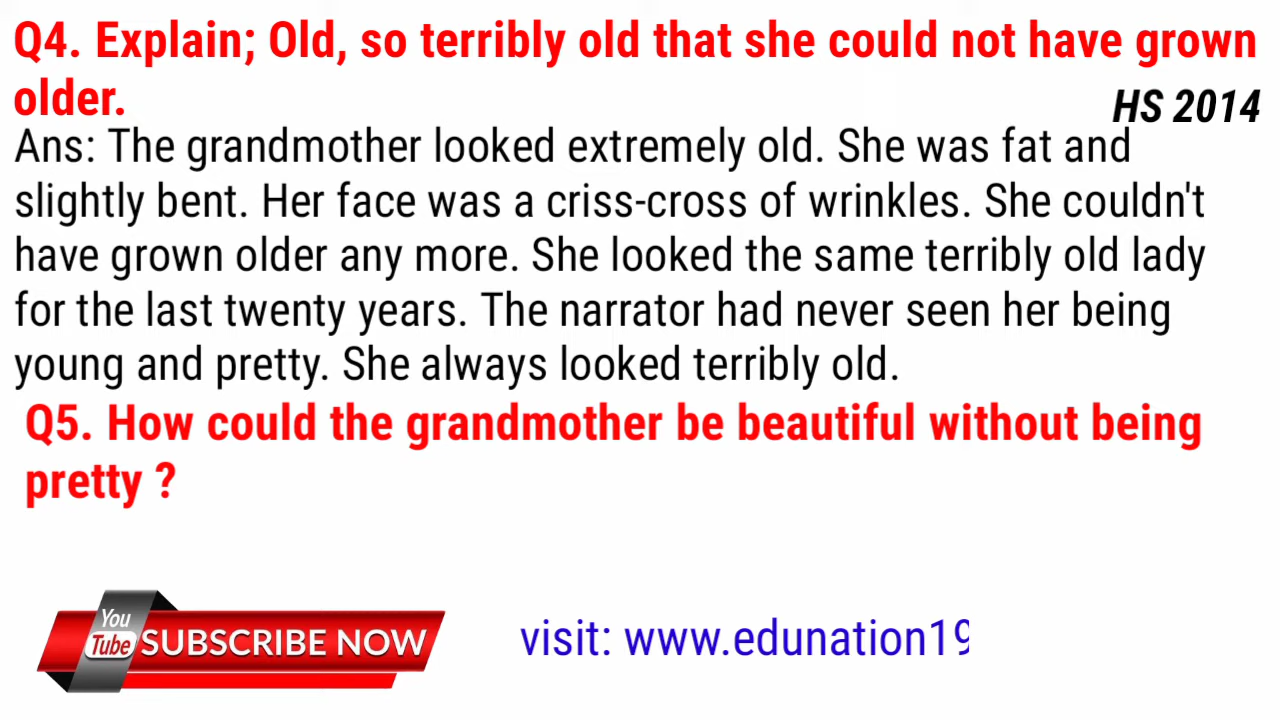 Q4. Explain; Old, so terribly old that she could not have grown
older.
HS 2014
Ans: The grandmother looked extremely old. She was fat and
slightly bent. Her face was a criss-cross of wrinkles. She couldn't
have grown older any more. She looked the same terribly old lady
for the last twenty years. The narrator had never seen her being
young and pretty. She always looked terribly old.
Q5. How could the grandmother be beautiful without being
pretty ?
You
Tube
SUBSCRIBE NOW
visit: www.edunation19